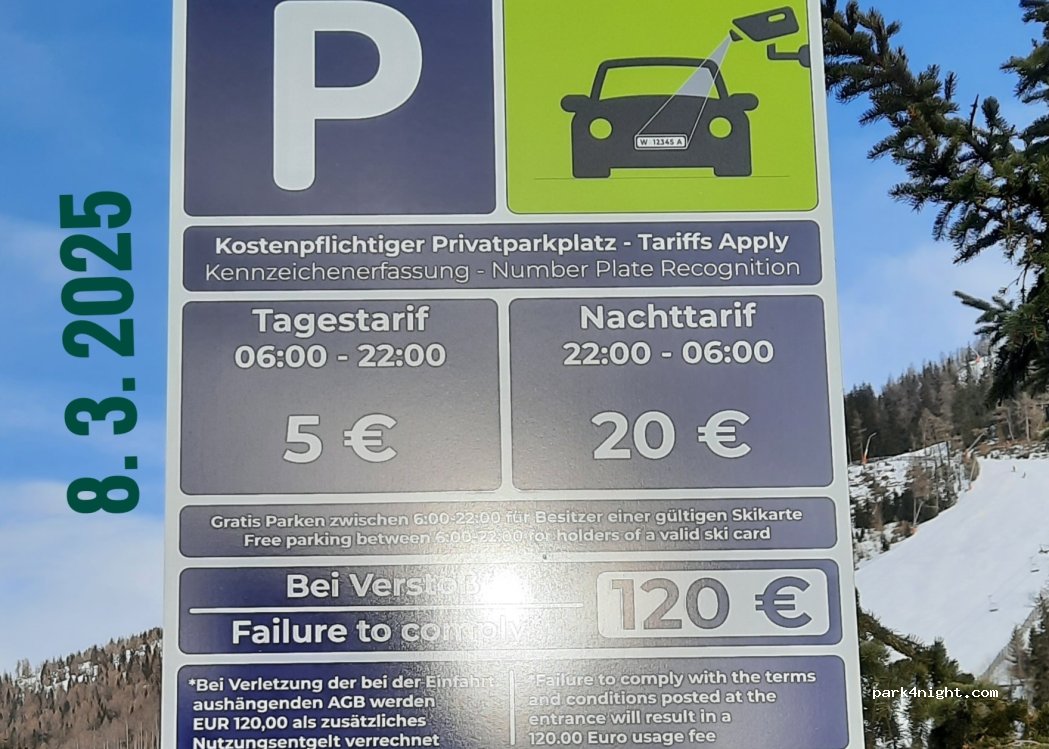 P
W 12345 A
8. 3. 2025
Kostenpflichtiger Privatparkplatz - Tariffs Apply
Kennzeichenerfassung - Number Plate Recognition
Tagestarif
06:00 - 22:00
5 €
Nachttarif
22:00 - 06:00
20 €
Gratis Parken zwischen 6:00-22:00 für Besitzer einer gültigen Skikarte
Free parking between 6:00-22:00 for holders of a valid ski card
Bei Verstoß
Failure to comply
120 €
*Bei Verletzung der bei der Einfahrt
aushängenden AGB werden
EUR 120,00 als zusätzliches
Nutzungsentgelt verrechnet
*Failure to comply with the terms
and conditions posted at the
entrance will result in a
120.00 Euro usage fee
park4night.com